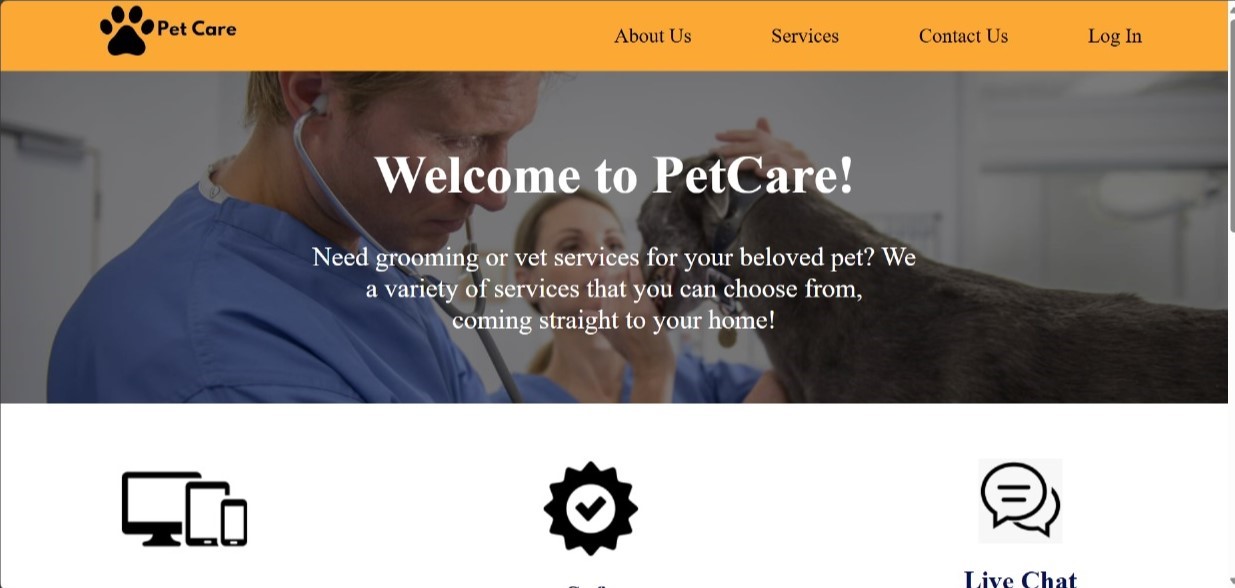 Pet Care
About Us
Services
Contact Us
Log In
Welcome to PetCare!
Need grooming or vet services for your beloved pet? We
a variety of services that you can choose from,
coming straight to your home!
Live Chat